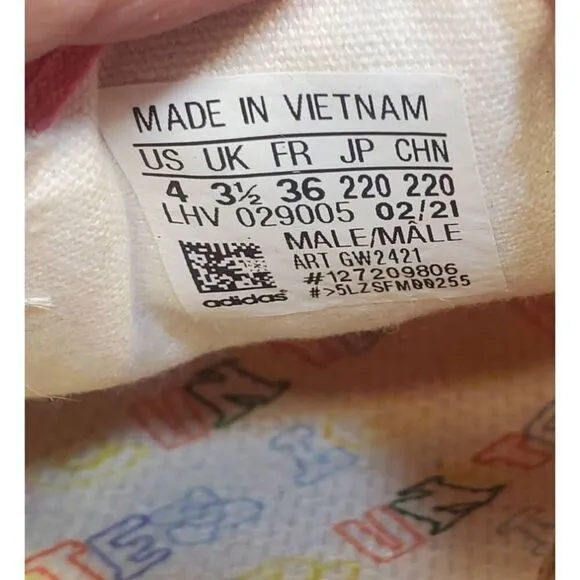 MADE IN VIETNAM
US UK FR JP CHN
4 3½ 36 220 220
LHV 029005 02/21
MALE/MÂLE
ART GW2421
#127209806
adidas #>5LZSFM00255
N
N
TE
N
N